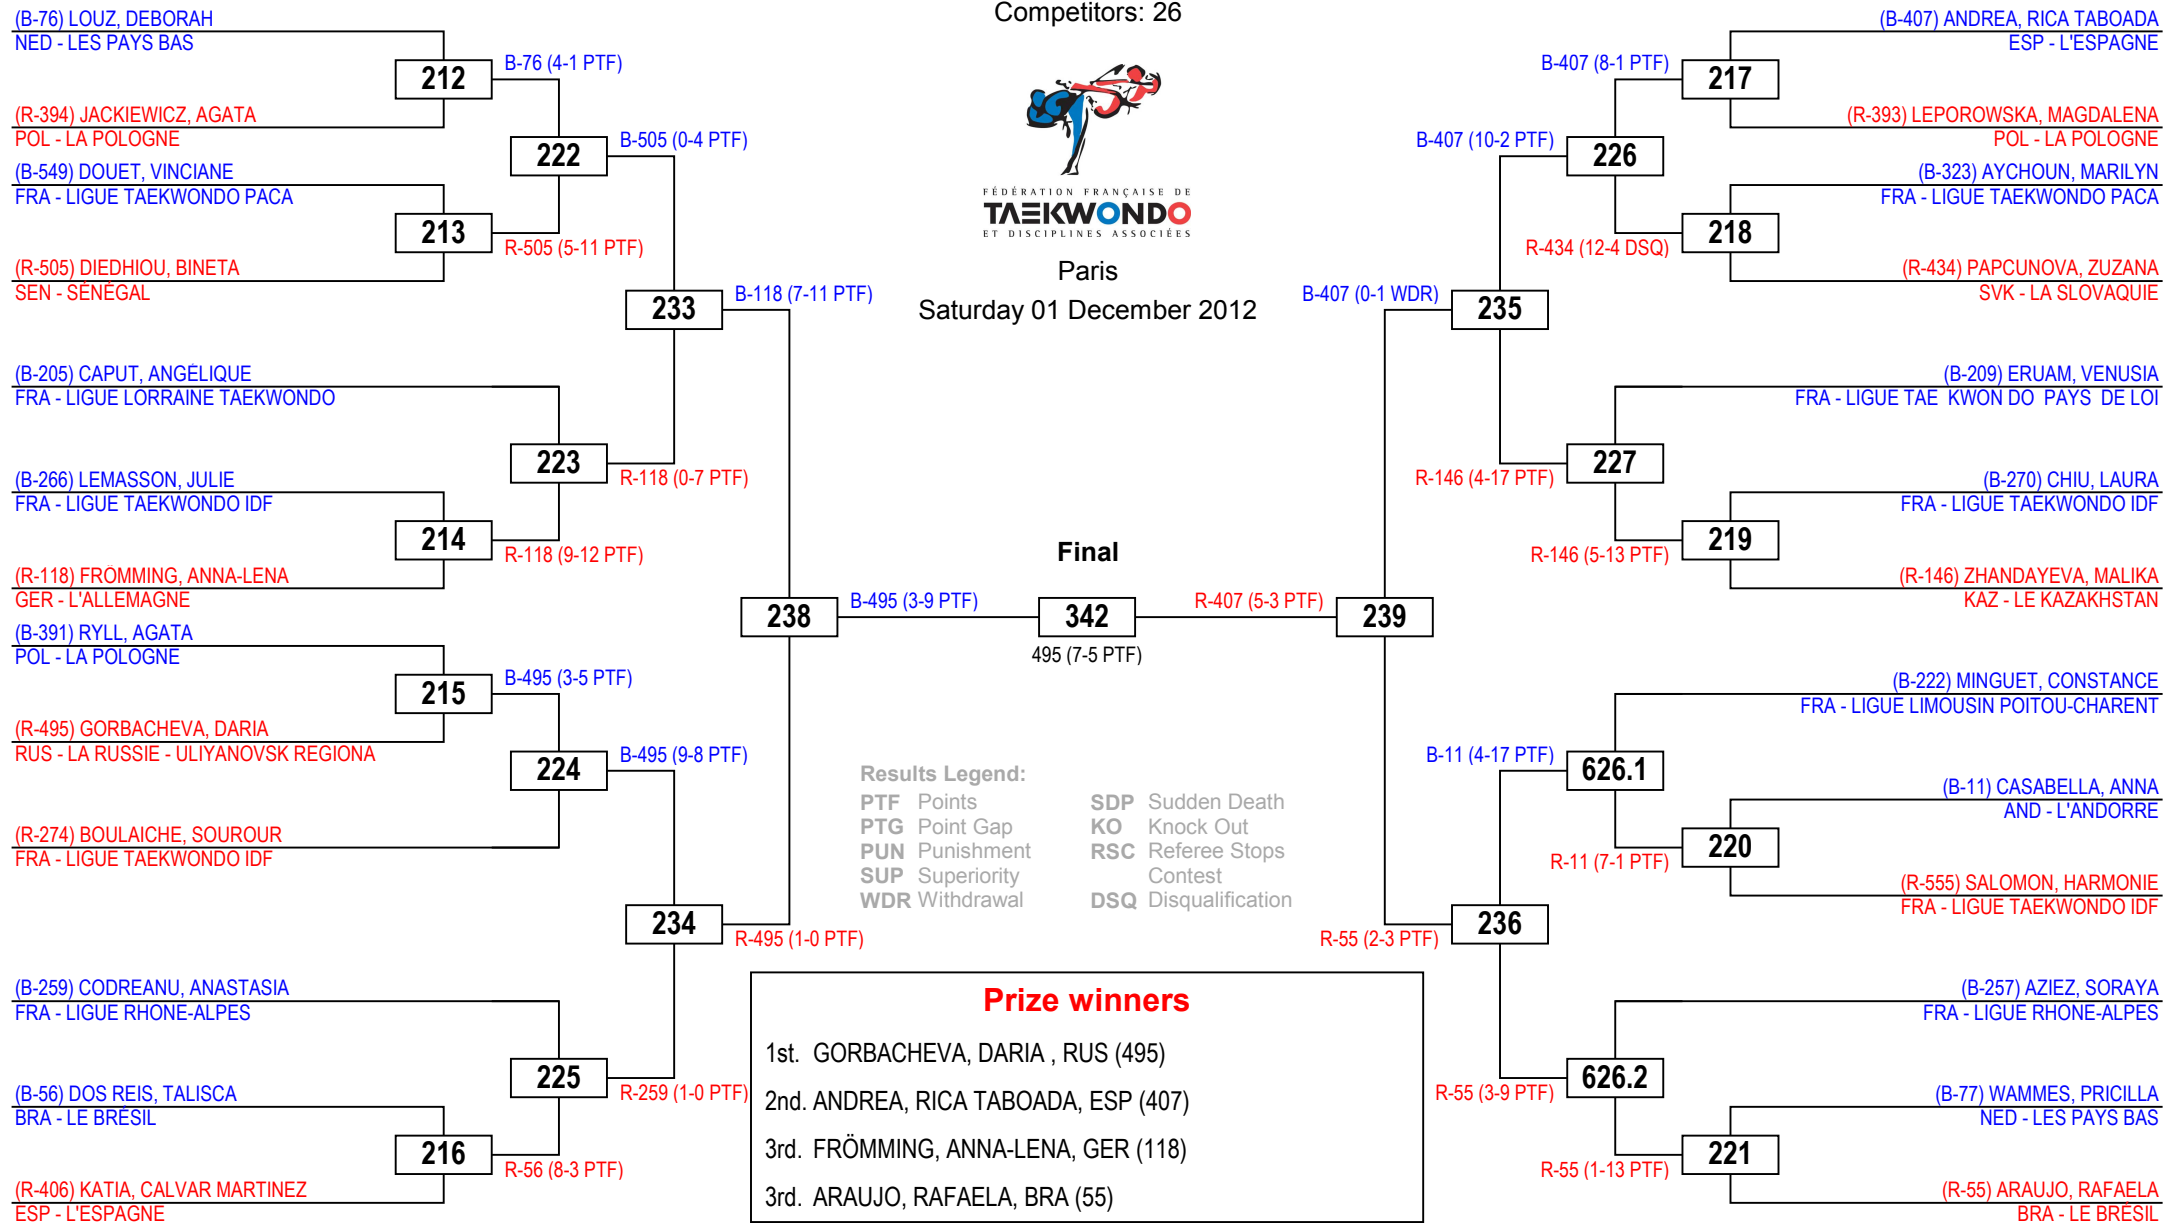 Competitors: 26
FÉDÉRATION FRANÇAISE DE
TAEKWONDO
ET DISCIPLINES ASSOCIÉES
Paris
Saturday 01 December 2012
(B-76) LOUZ, DEBORAH
NED - LES PAYS BAS
212
B-76 (4-1 PTF)
(R-394) JACKIEWICZ, AGATA
POL - LA POLOGNE
222
B-505 (0-4 PTF)
(B-549) DOUET, VINCIANE
FRA - LIGUE TAEKWONDO PACA
213
R-505 (5-11 PTF)
(R-505) DIEDHIOU, BINETA
SEN - SÉNÉGAL
233
B-118 (7-11 PTF)
(B-205) CAPUT, ANGÉLIQUE
FRA - LIGUE LORRAINE TAEKWONDO
223
R-118 (0-7 PTF)
(B-266) LEMASSON, JULIE
FRA - LIGUE TAEKWONDO IDF
214
R-118 (9-12 PTF)
(R-118) FRÖMMING, ANNA-LENA
GER - L'ALLEMAGNE
238
B-495 (3-9 PTF)
(B-391) RYLL, AGATA
POL - LA POLOGNE
215
B-495 (3-5 PTF)
(R-495) GORBACHEVA, DARIA
RUS - LA RUSSIE - ULIYANOVSK REGIONA
224
B-495 (9-8 PTF)
(R-274) BOULAICHE, SOUROUR
FRA - LIGUE TAEKWONDO IDF
234
R-495 (1-0 PTF)
(B-259) CODREANU, ANASTASIA
FRA - LIGUE RHONE-ALPES
225
R-259 (1-0 PTF)
(B-56) DOS REIS, TALISCA
BRA - LE BRÉSIL
216
R-56 (8-3 PTF)
(R-406) KATIA, CALVAR MARTINEZ
ESP - L'ESPAGNE
Final
342
495 (7-5 PTF)
(B-407) ANDREA, RICA TABOADA
ESP - L'ESPAGNE
B-407 (8-1 PTF)
217
(R-393) LEPOROWSKA, MAGDALENA
POL - LA POLOGNE
B-407 (10-2 PTF)
226
(B-323) AYCHOUN, MARILYN
FRA - LIGUE TAEKWONDO PACA
R-434 (12-4 DSQ)
218
(R-434) PAPCUNOVA, ZUZANA
SVK - LA SLOVAQUIE
B-407 (0-1 WDR)
235
(B-209) ERUAM, VENUSIA
FRA - LIGUE TAE  KWON DO  PAYS  DE LOI
R-146 (4-17 PTF)
227
(B-270) CHIU, LAURA
FRA - LIGUE TAEKWONDO IDF
R-146 (5-13 PTF)
219
(R-146) ZHANDAYEVA, MALIKA
KAZ - LE KAZAKHSTAN
R-407 (5-3 PTF)
239
(B-222) MINGUET, CONSTANCE
FRA - LIGUE LIMOUSIN POITOU-CHARENT
B-11 (4-17 PTF)
626.1
(B-11) CASABELLA, ANNA
AND - L'ANDORRE
R-11 (7-1 PTF)
220
(R-555) SALOMON, HARMONIE
FRA - LIGUE TAEKWONDO IDF
R-55 (2-3 PTF)
236
(B-257) AZIEZ, SORAYA
FRA - LIGUE RHONE-ALPES
R-55 (3-9 PTF)
626.2
(B-77) WAMMES, PRICILLA
NED - LES PAYS BAS
R-55 (1-13 PTF)
221
(R-55) ARAUJO, RAFAELA
BRA - LE BRÉSIL
Results Legend:
PTF Points
PTG Point Gap
PUN Punishment
SUP Superiority
WDR Withdrawal
SDP Sudden Death
KO Knock Out
RSC Referee Stops
Contest
DSQ Disqualification
Prize winners
1st. GORBACHEVA, DARIA , RUS (495)
2nd. ANDREA, RICA TABOADA, ESP (407)
3rd. FRÖMMING, ANNA-LENA, GER (118)
3rd. ARAUJO, RAFAELA, BRA (55)